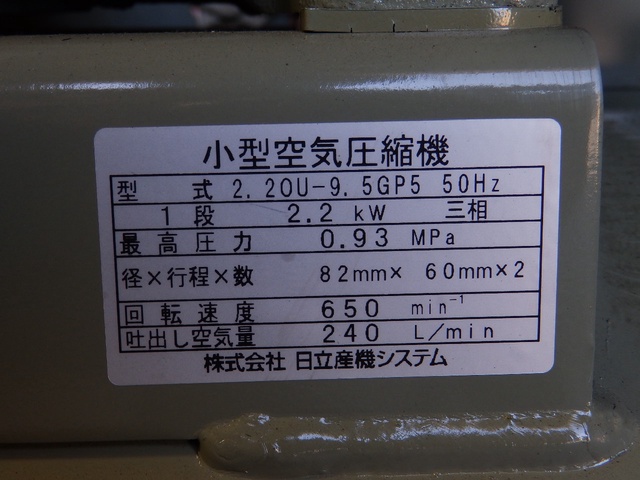 小型空気圧縮機
型式 2.2OU-9.5GP5 50Hz
1段 2.2 kW 三相
最高圧力 0.93 MPa
径×行程×数 82mm× 60mm×2
回転速度 650 min⁻¹
吐出し空気量 240 L/min
株式会社 日立産機システム